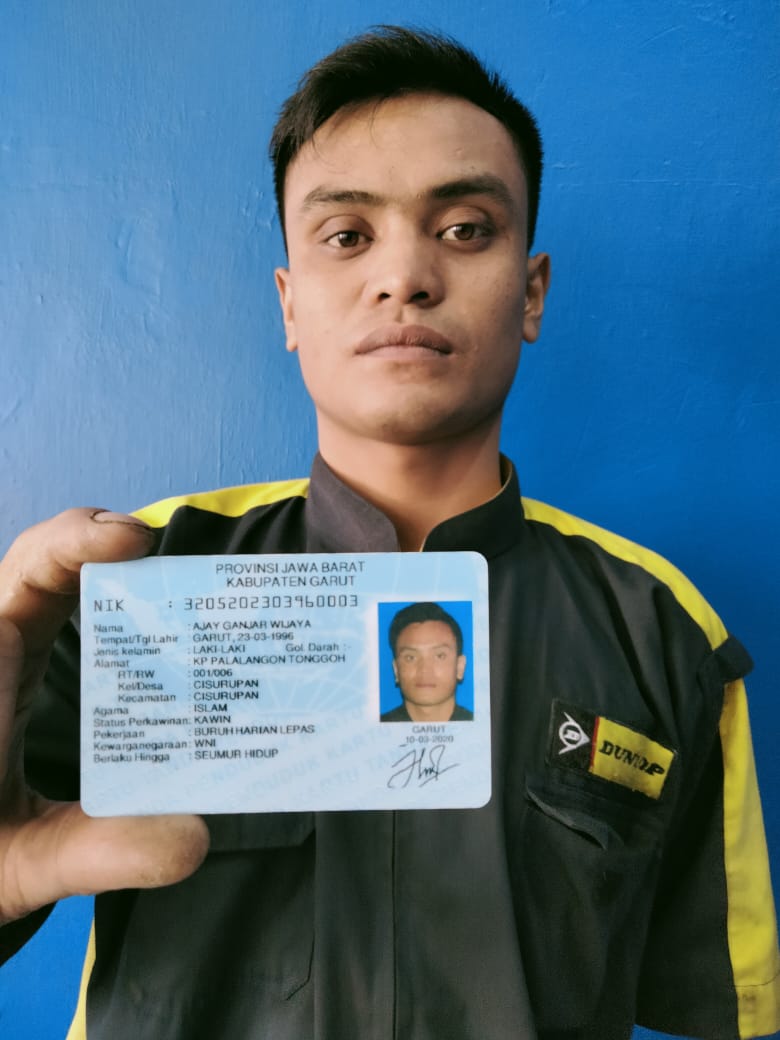 PROVINSI JAWA BARAT
KABUPATEN GARUT
NIK : 3205202303960003
Nama : AJAY GANJAR WIJAYA
Tempat/Tgl Lahir : GARUT, 23-03-1996
Jenis kelamin : LAKI-LAKI Gol. Darah :-
Alamat : KP PALALANGON TONGGOH
RT/RW : 001/006
Kel/Desa : CISURUPAN
Kecamatan : CISURUPAN
Agama : ISLAM
Status Perkawinan: KAWIN
Pekerjaan : BURUH HARIAN LEPAS
Kewarganegaraan: WNI
Berlaku Hingga : SEUMUR HIDUP
GARUT
10-03-2020
DUNLOP